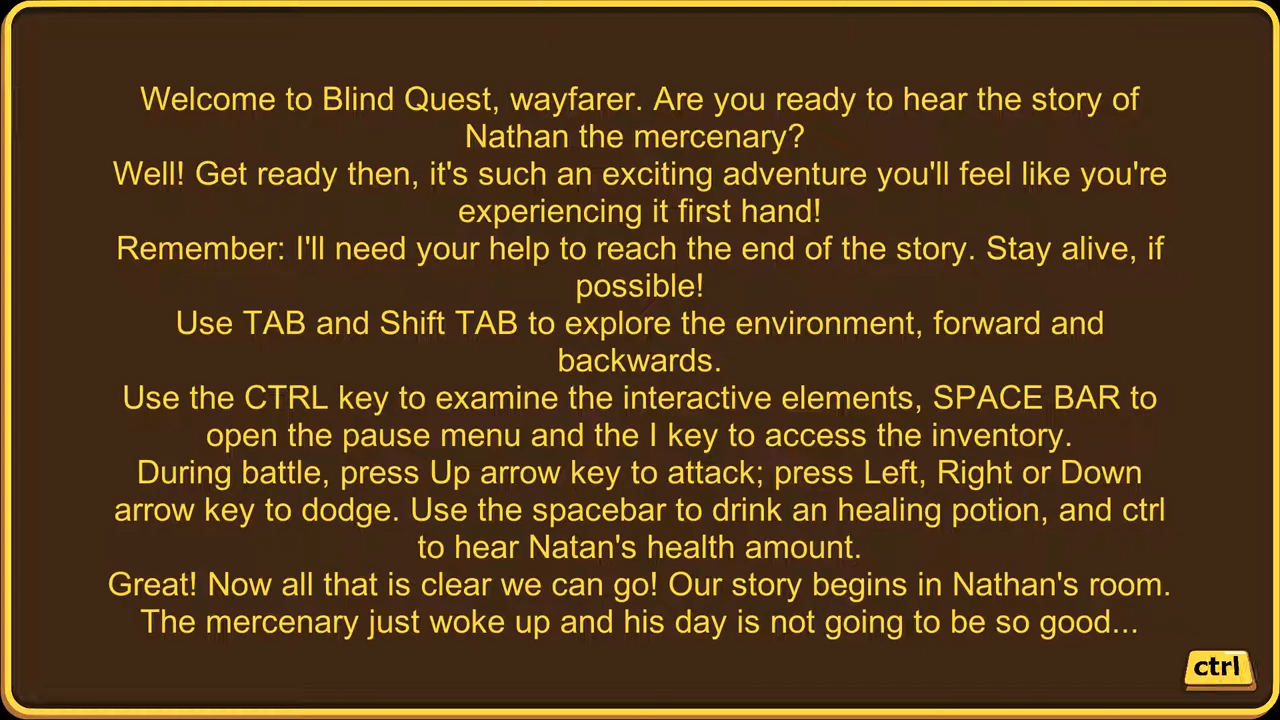 Welcome to Blind Quest, wayfarer. Are you ready to hear the story of
Nathan the mercenary?
Well! Get ready then, it's such an exciting adventure you'll feel like you're
experiencing it first hand!
Remember: I'll need your help to reach the end of the story. Stay alive, if
possible!
Use TAB and Shift TAB to explore the environment, forward and
backwards.
Use the CTRL key to examine the interactive elements, SPACE BAR to
open the pause menu and the I key to access the inventory.
During battle, press Up arrow key to attack; press Left, Right or Down
arrow key to dodge. Use the spacebar to drink an healing potion, and ctrl
to hear Natan's health amount.
Great! Now all that is clear we can go! Our story begins in Nathan's room.
The mercenary just woke up and his day is not going to be so good...
ctrl